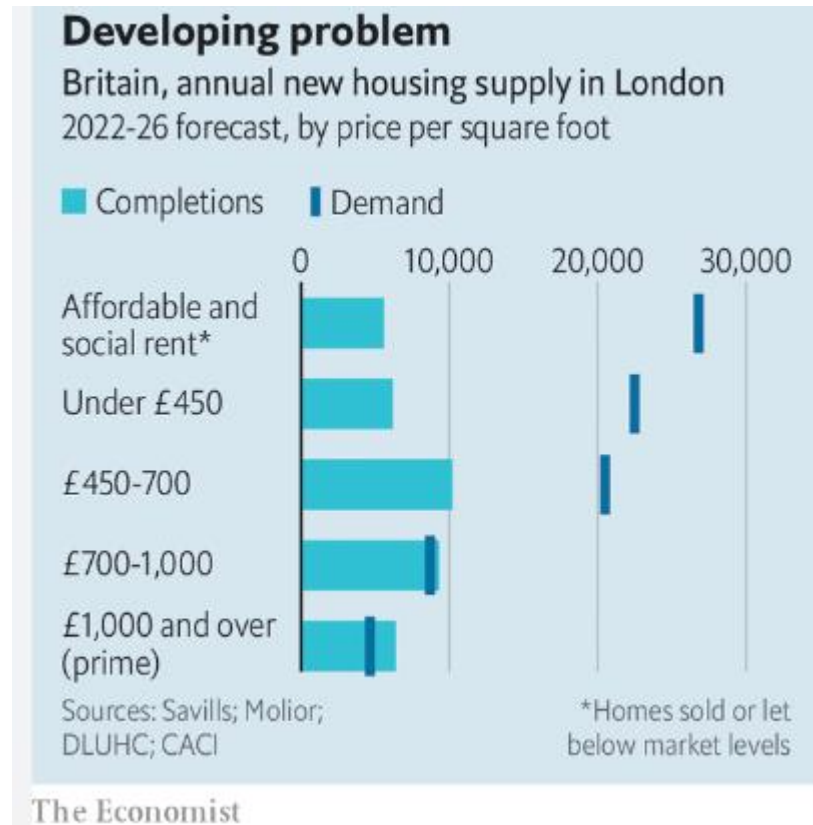 Developing problem
Britain, annual new housing supply in London
2022-26 forecast, by price per square foot
Completions Demand
0 10,000 20,000 30,000
Affordable and
social rent*
Under £450
£450-700
£700-1,000
£1,000 and over
(prime)
Sources: Savills; Molior;
DLUHC; CACI
*Homes sold or let
below market levels
The Economist